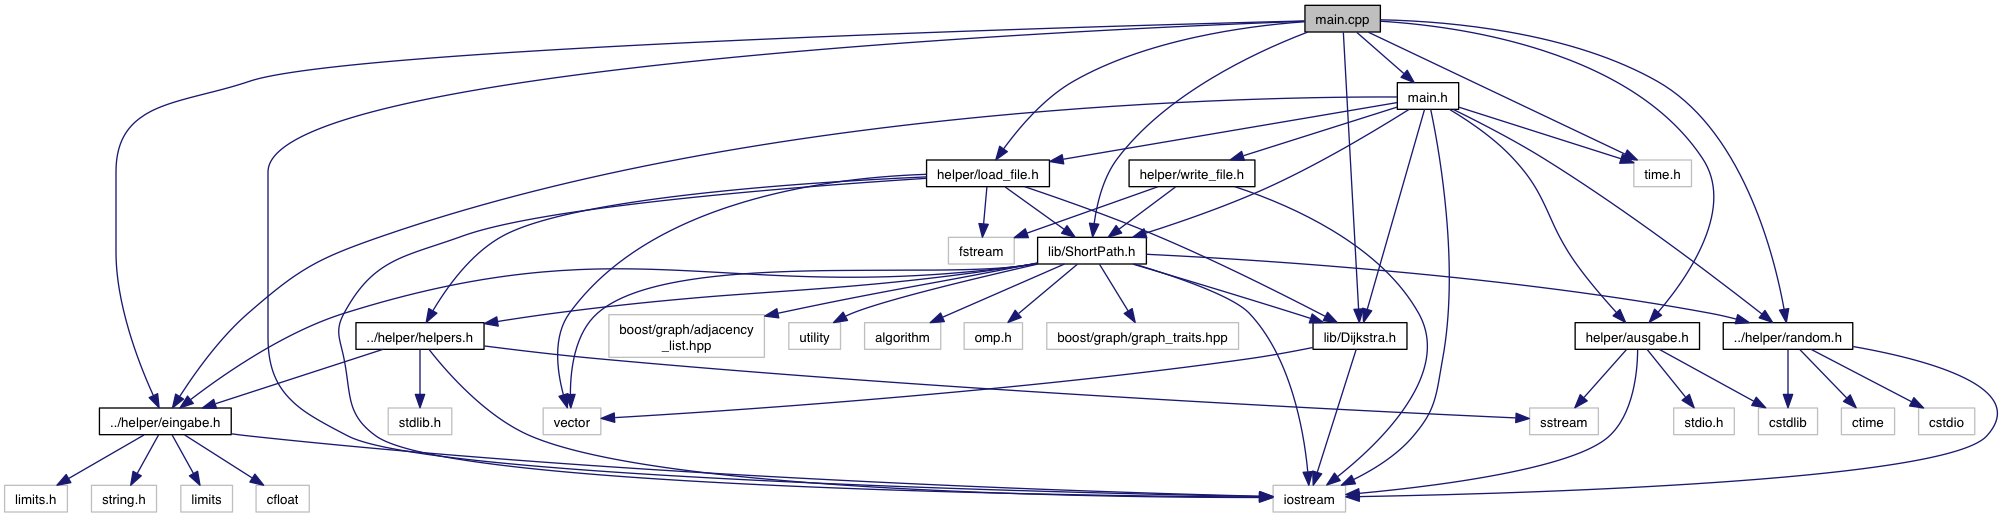 main.cpp
main.h
helper/load_file.h
helper/write_file.h
time.h
fstream
lib/ShortPath.h
../helper/helpers.h
boost/graph/adjacency
_list.hpp
utility
algorithm
omp.h
boost/graph/graph_traits.hpp
lib/Dijkstra.h
helper/ausgabe.h
../helper/random.h
../helper/eingabe.h
stdlib.h
vector
sstream
stdio.h
cstdlib
ctime
cstdio
limits.h
string.h
limits
cfloat
iostream